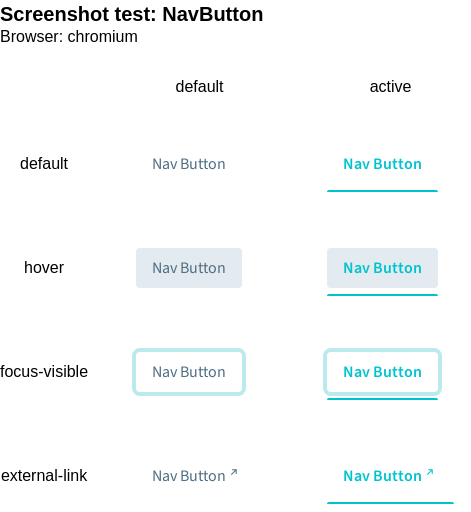 Screenshot test: NavButton
Browser: chromium
default active
default Nav Button Nav Button
hover Nav Button Nav Button
focus-visible Nav Button Nav Button
external-link Nav Button ↗ Nav Button ↗